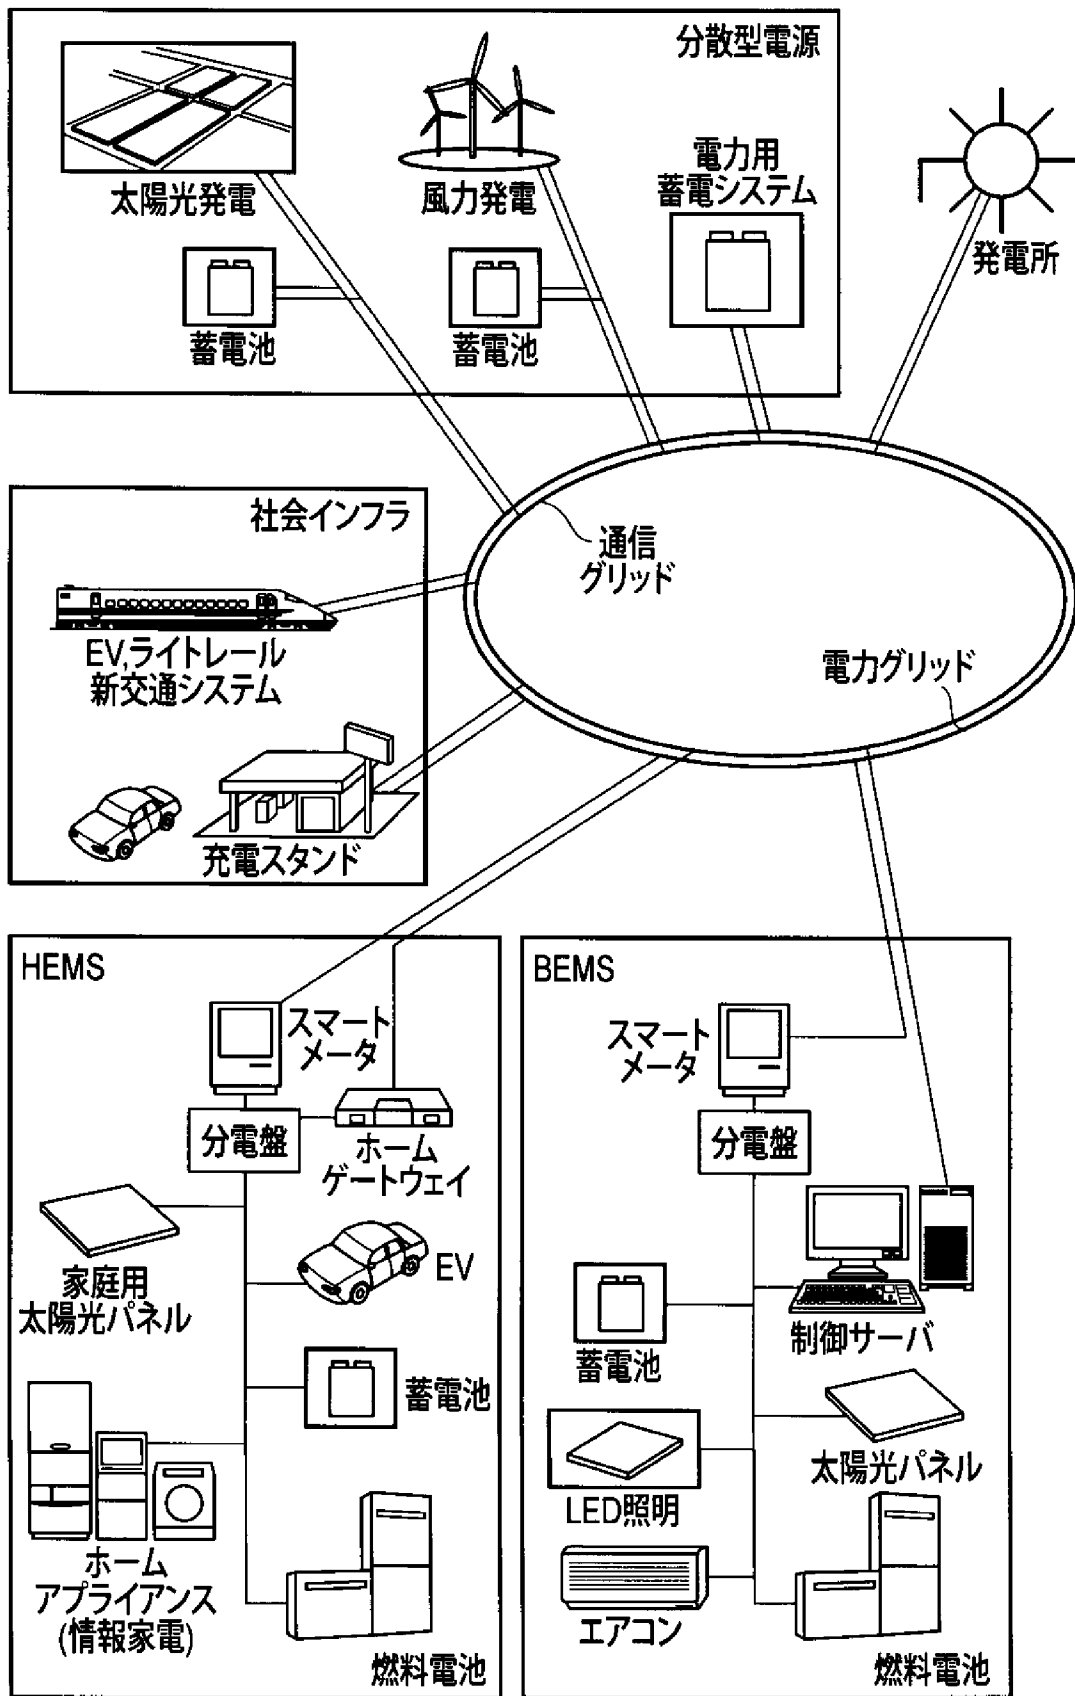 分散型電源
太陽光発電
風力発電
電力用
蓄電システム
発電所
蓄電池
蓄電池
社会インフラ
通信
グリッド
EV,ライトレール
新交通システム
電力グリッド
充電スタンド
HEMS
スマート
メータ
分電盤
ホーム
ゲートウェイ
家庭用
太陽光パネル
EV
蓄電池
ホーム
アプライアンス
(情報家電)
燃料電池
BEMS
スマート
メータ
分電盤
制御サーバ
蓄電池
太陽光パネル
LED照明
エアコン
燃料電池